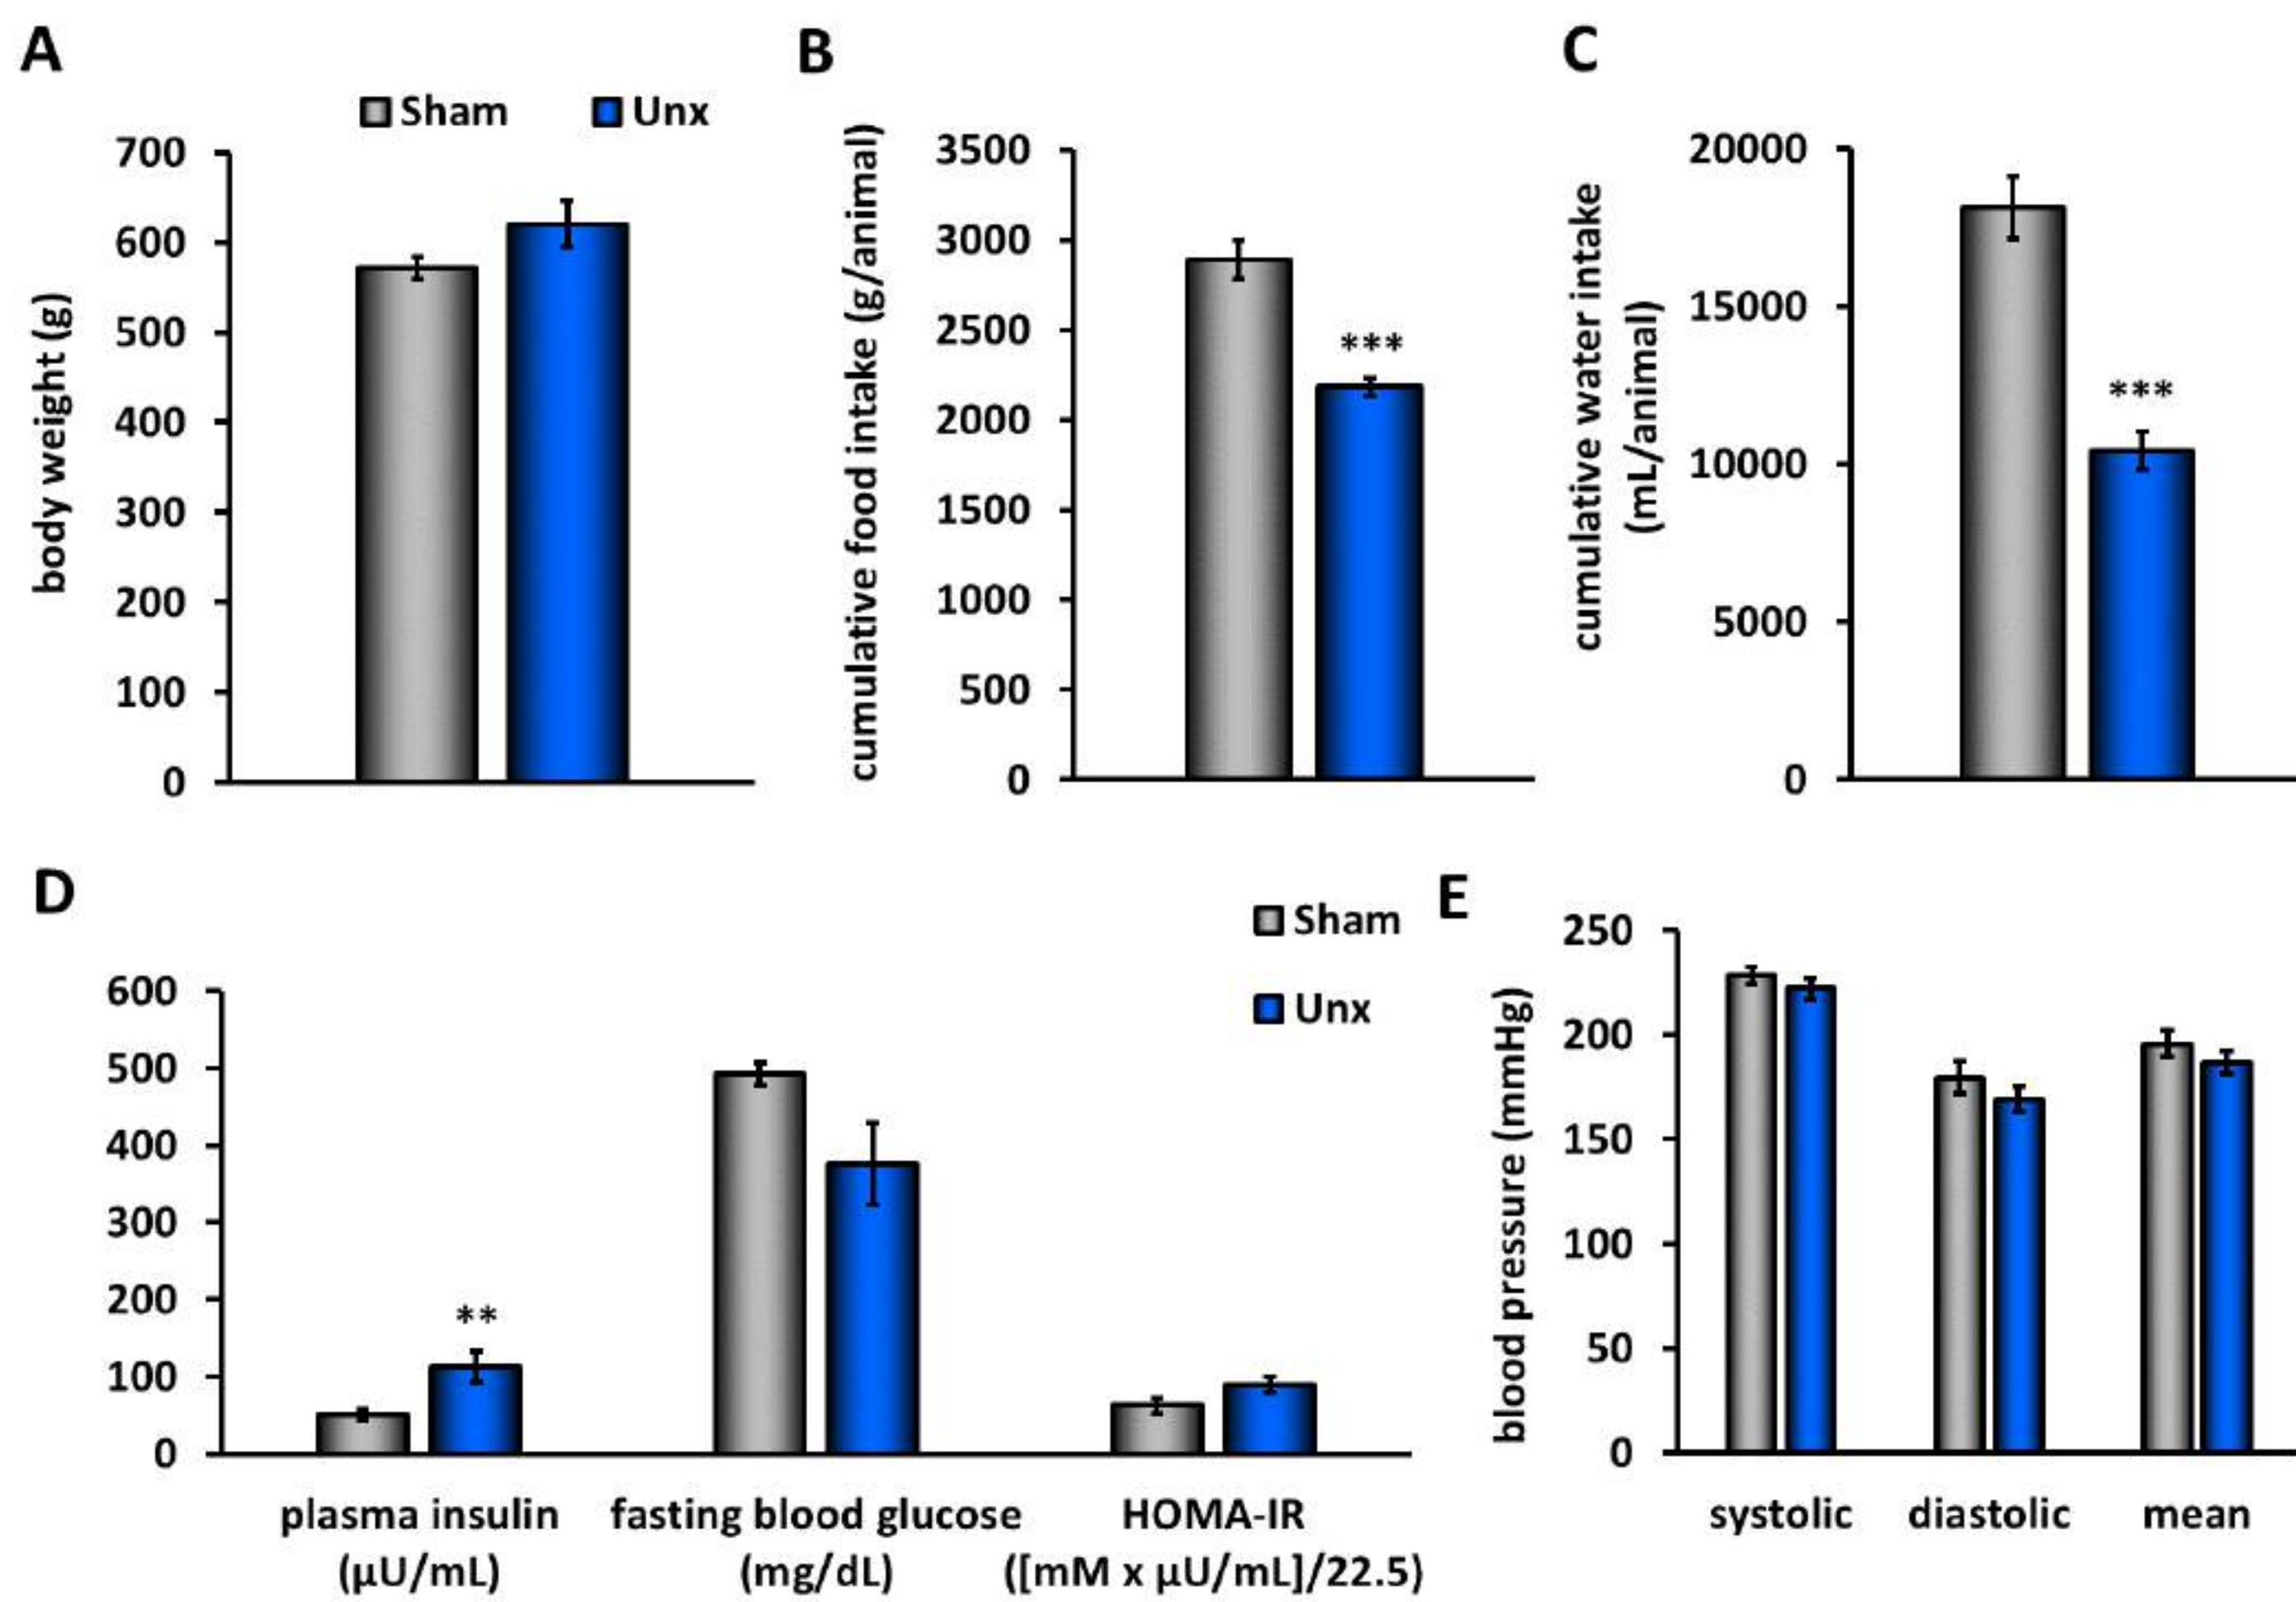 A
Sham Unx
body weight (g)
700
600
500
400
300
200
100
0
B
cumulative food intake (g/animal)
3500
3000
2500
2000
1500
1000
500
0
***
C
cumulative water intake
(mL/animal)
20000
15000
10000
5000
0
***
D
Sham
Unx
600
500
400
300
200
100
0
**
plasma insulin
(µU/mL)
fasting blood glucose
(mg/dL)
HOMA-IR
([mM x µU/mL]/22.5)
E
blood pressure (mmHg)
250
200
150
100
50
0
systolic diastolic mean